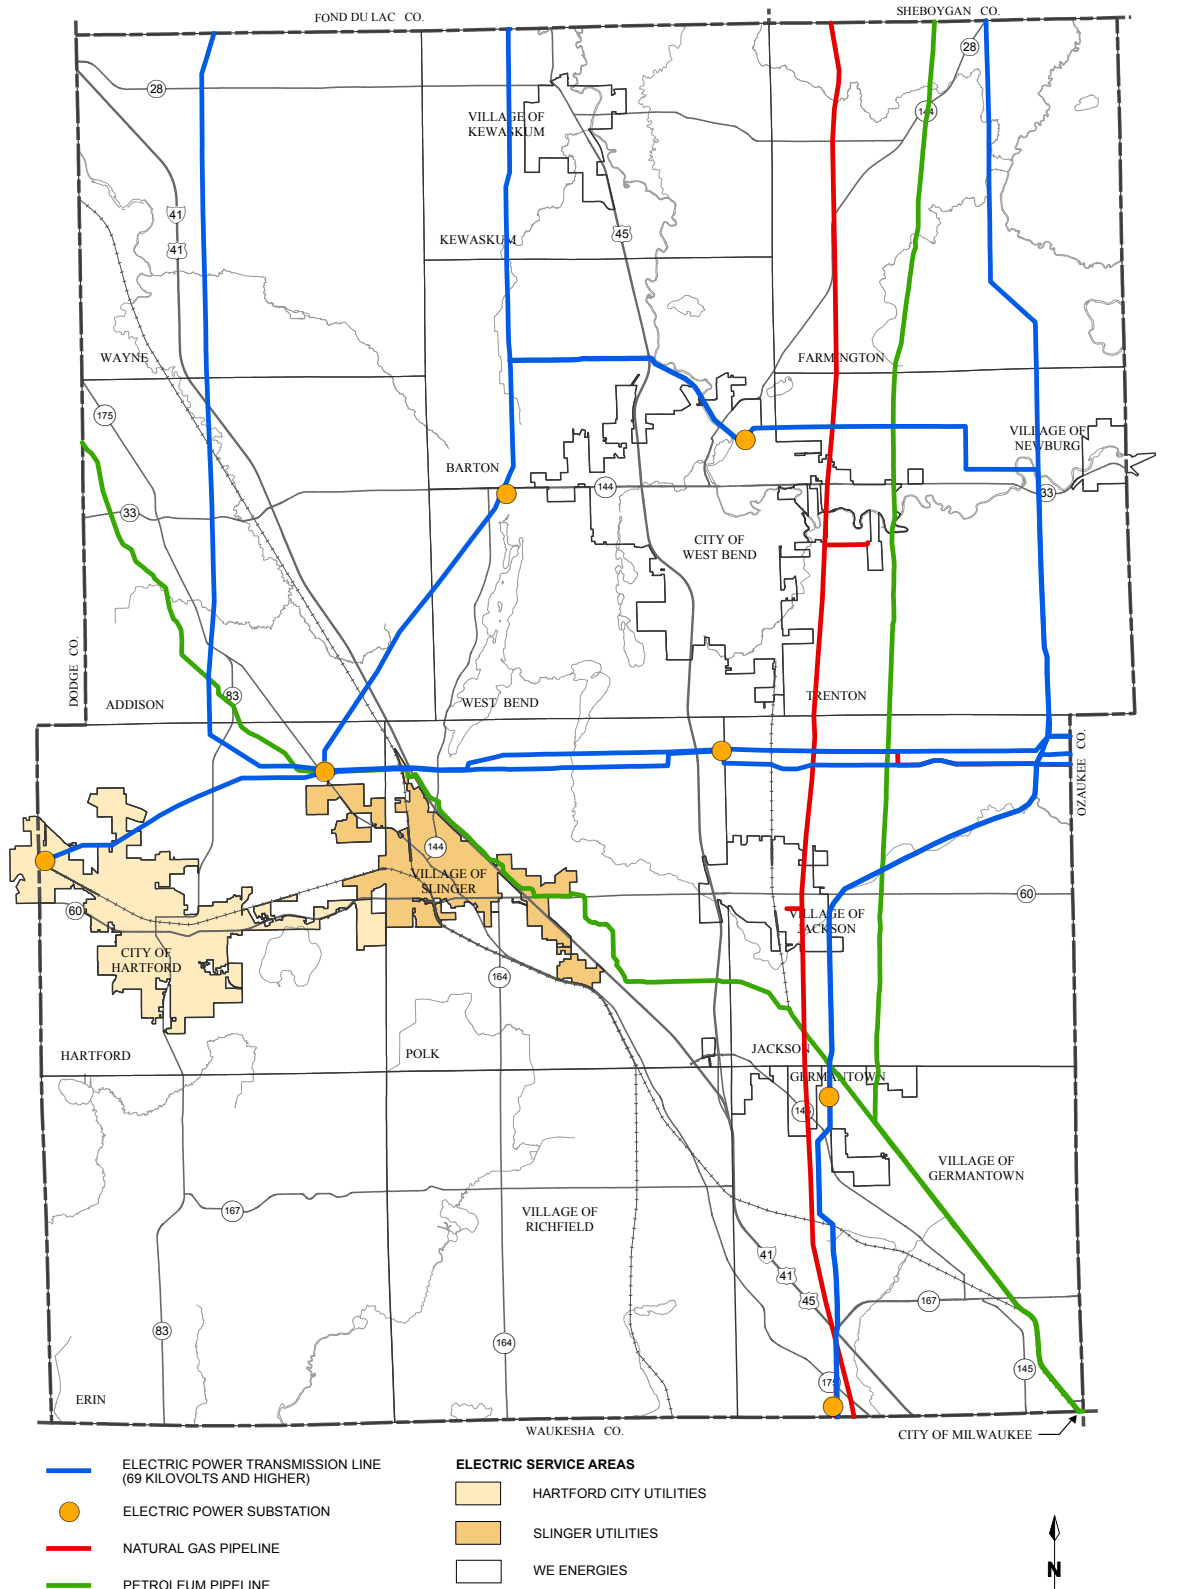 FOND DU LAC CO.
SHEBOYGAN CO.
28
28
VILLAGE OF
KEWASKUM
144
41
41
45
KEWASKUM
WAYNE
FARMINGTON
175
VILLAGE OF
NEWBURG
BARTON
144
33
33
CITY OF
WEST BEND
DODGE CO.
83
ADDISON
WEST BEND
TRENTON
OZAUKEE CO.
144
VILLAGE OF
SLINGER
60
60
VILLAGE OF
JACKSON
CITY OF
HARTFORD
164
HARTFORD
POLK
JACKSON
GERMANTOWN
145
VILLAGE OF
GERMANTOWN
167
VILLAGE OF
RICHFIELD
41
41
45
167
83
164
145
175
ERIN
WAUKESHA CO.
CITY OF MILWAUKEE
ELECTRIC POWER TRANSMISSION LINE
(69 KILOVOLTS AND HIGHER)
ELECTRIC POWER SUBSTATION
NATURAL GAS PIPELINE
PETROLEUM PIPELINE
ELECTRIC SERVICE AREAS
HARTFORD CITY UTILITIES
SLINGER UTILITIES
WE ENERGIES
N